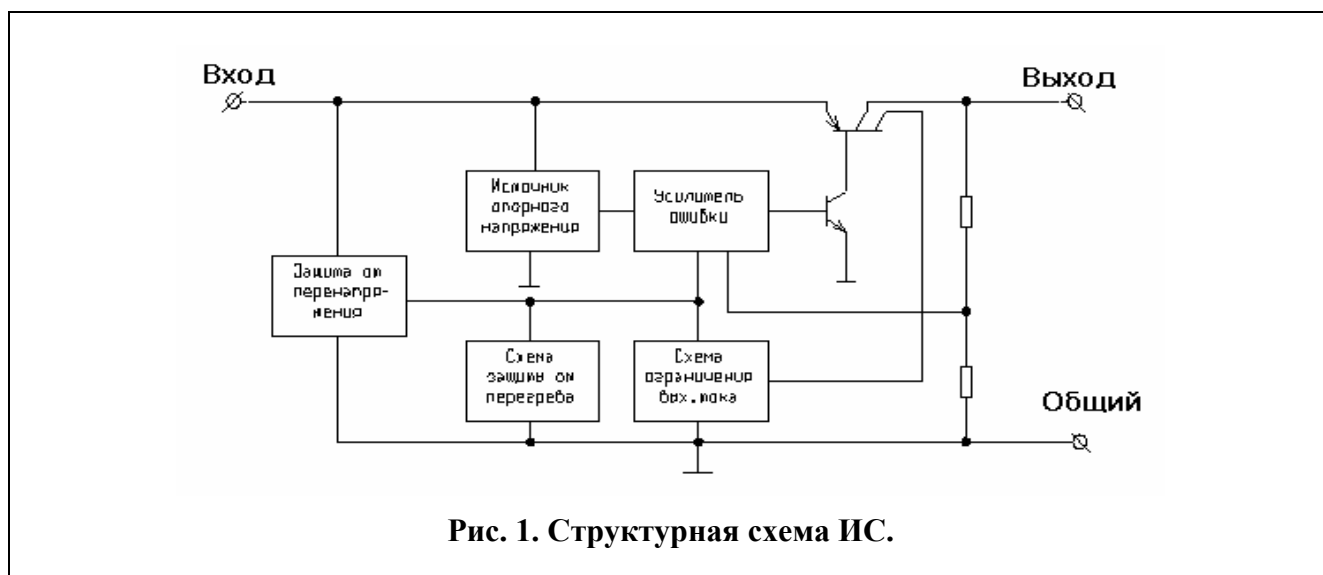 Вход
Выход
Источник
опорного
напряжения
Усилитель
ошибки
Защита от
перенапря-
жения
Схема
защиты от
перегрева
Схема
ограничения
вых.тока
Общий
Рис. 1. Структурная схема ИС.